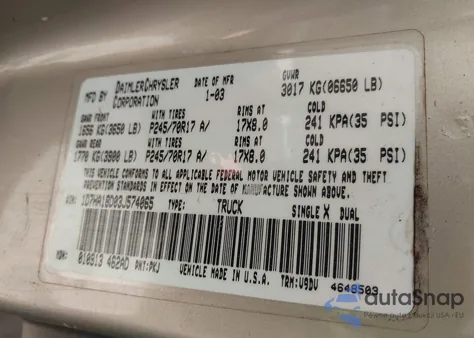 MFD BY DAIMLERCHRYSLER CORPORATION DATE OF MFR 1-03 GVWR 3017 KG(06650 LB)
GAWR FRONT WITH TIRES RIMS AT COLD
1656 KG(3650 LB) P245/70R17 A/ 17X8.0 241 KPA(35 PSI)
GAWR REAR WITH TIRES RIMS AT COLD
1770 KG(3900 LB) P245/70R17 A/ 17X8.0 241 KPA(35 PSI)
THIS VEHICLE CONFORMS TO ALL APPLICABLE FEDERAL MOTOR VEHICLE SAFETY AND THEFT
PREVENTION STANDARDS IN EFFECT ON THE DATE OF MANUFACTURE SHOWN ABOVE.
VIN: TYPE: TRUCK SINGLE X DUAL
MDH: 010813 462AD PNT: PKJ VEHICLE MADE IN U.S.A. TRM: V9DV 4648503
autoSnap